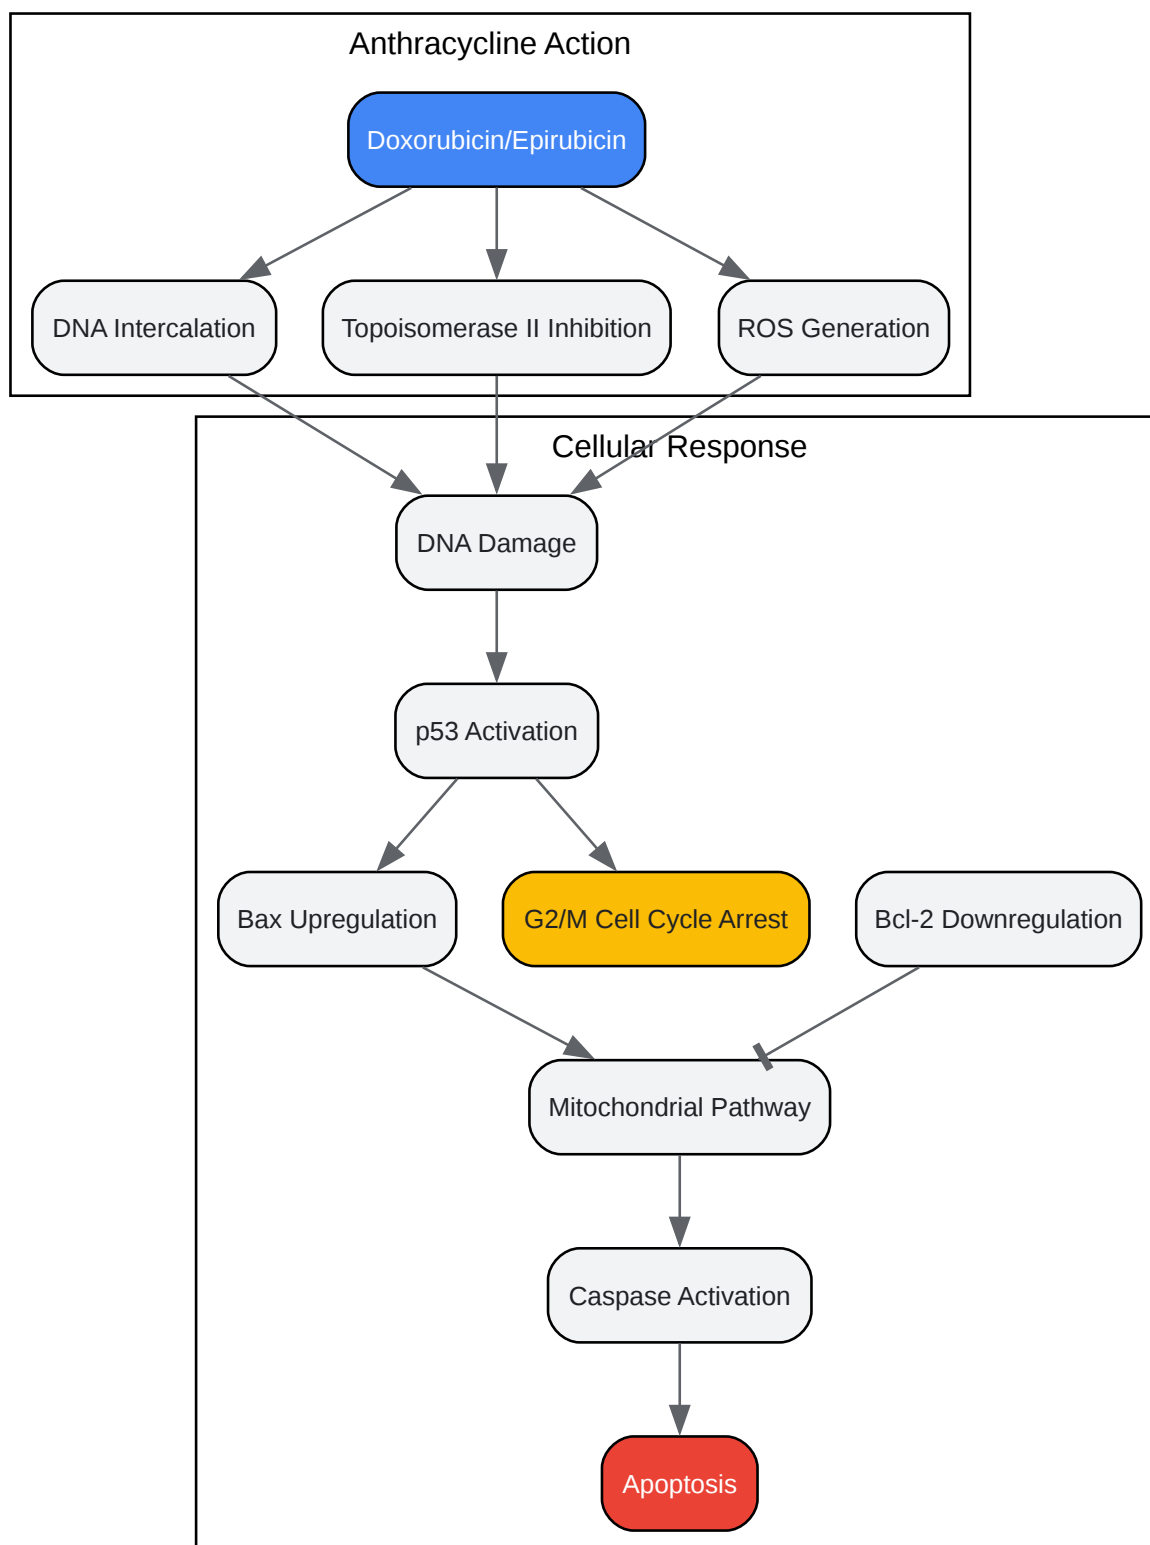 Anthracycline Action
Doxorubicin/Epirubicin
DNA Intercalation
Topoisomerase II Inhibition
ROS Generation
Cellular Response
DNA Damage
p53 Activation
Bax Upregulation
G2/M Cell Cycle Arrest
Bcl-2 Downregulation
Mitochondrial Pathway
Caspase Activation
Apoptosis